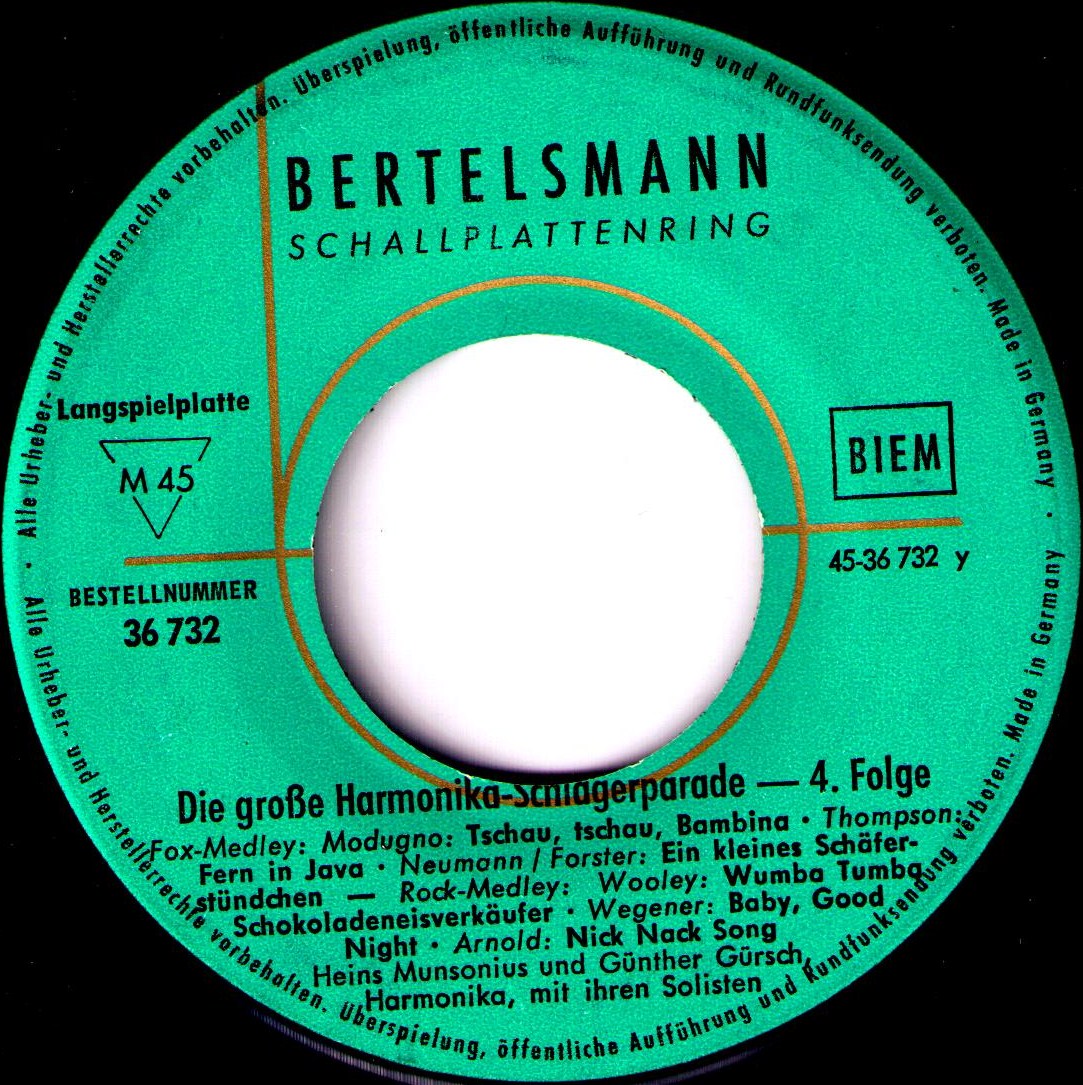 Alle Urheber- und Herstellerrechte vorbehalten. Überspielung, öffentliche Aufführung und Rundfunksendung verboten. Made in Germany ·
BERTELSMANN
SCHALLPLATTENRING
Langspielplatte
M 45
BIEM
BESTELLNUMMER
36 732
45-36 732 y
Die große Harmonika-Schlagerparade — 4. Folge
Fox-Medley: Modugno: Tschau, tschau, Bambina · Thompson:
Fern in Java · Neumann / Forster: Ein kleines Schäfer-
stündchen — Rock-Medley: Wooley: Wumba Tumba
Schokoladeneisverkäufer · Wegener: Baby, Good
Night · Arnold: Nick Nack Song
Heins Munsonius und Günther Gürsch,
Harmonika, mit ihren Solisten
· Alle Urheber- und Herstellerrechte vorbehalten. Überspielung, öffentliche Aufführung und Rundfunksendung verboten. Made in Germany